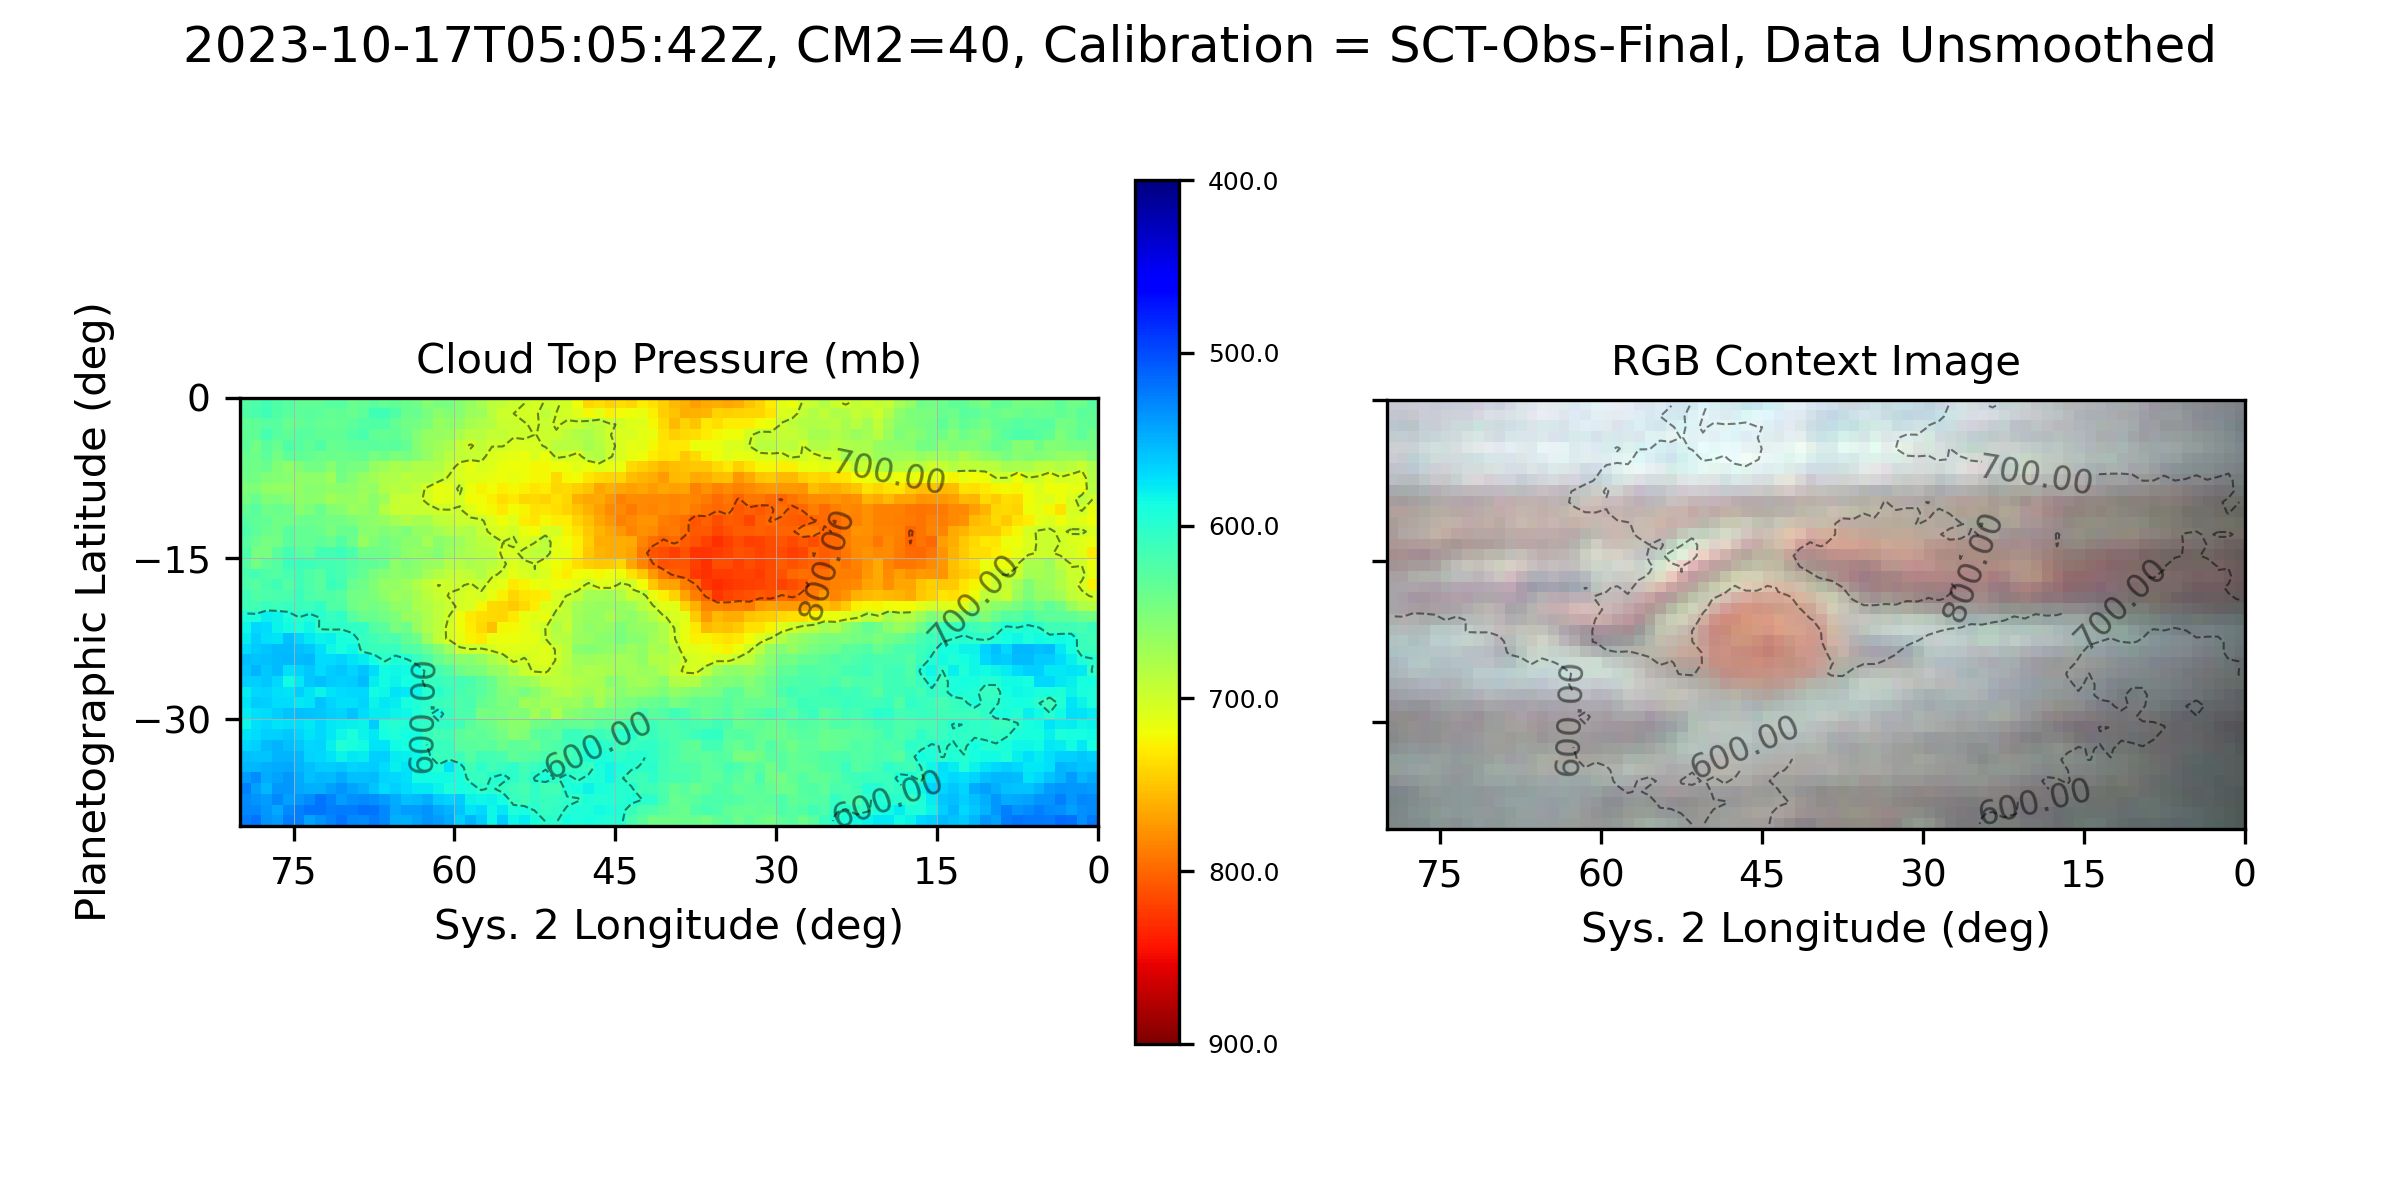 2023-10-17T05:05:42Z, CM2=40, Calibration = SCT-Obs-Final, Data Unsmoothed
Cloud Top Pressure (mb)
Planetographic Latitude (deg)
0
−15
−30
700.00
800.00
700.00
600.00
600.00
600.00
75 60 45 30 15 0
Sys. 2 Longitude (deg)
400.0
500.0
600.0
700.0
800.0
900.0
RGB Context Image
700.00
800.00
700.00
600.00
600.00
600.00
75 60 45 30 15 0
Sys. 2 Longitude (deg)